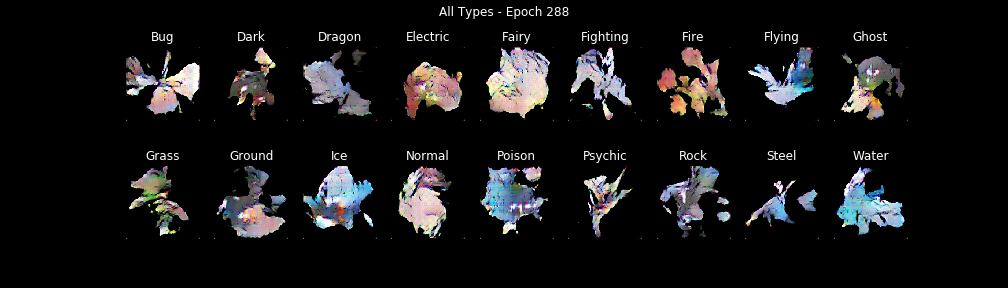 All Types - Epoch 288
Bug Dark Dragon Electric Fairy Fighting Fire Flying Ghost
Grass Ground Ice Normal Poison Psychic Rock Steel Water